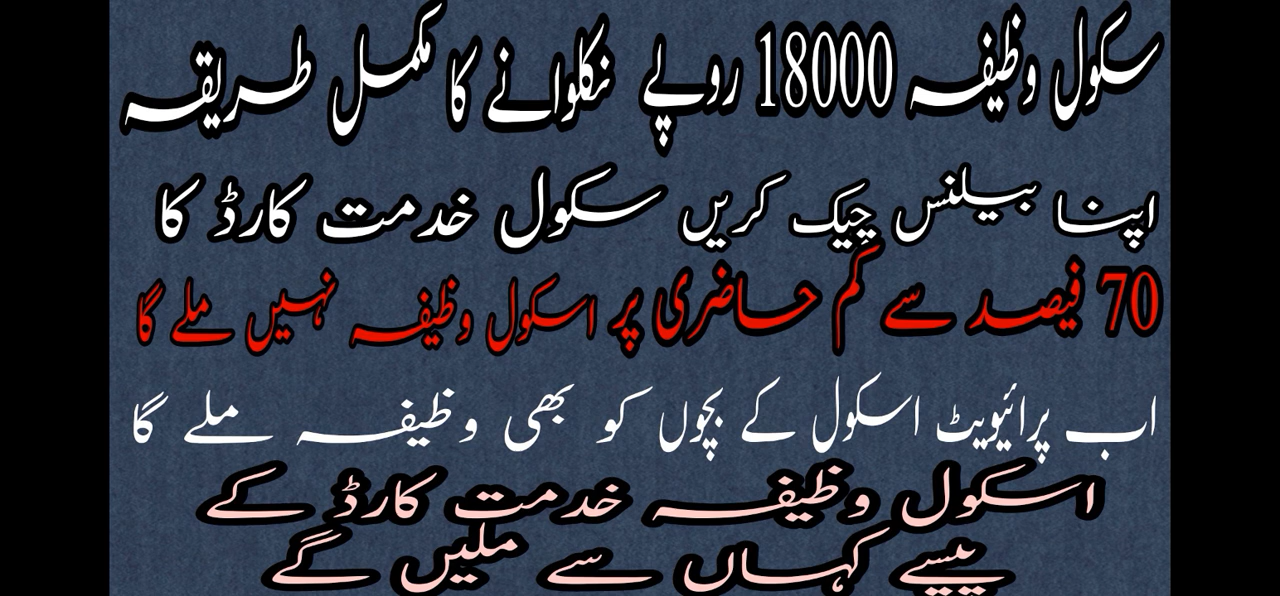 سکول وظیفہ 18000 روپے نکلوانے کا مکمل طریقہ
اپنا بیلنس چیک کریں سکول خدمت کارڈ کا
70 فیصد سے کم حاضری پر اسکول وظیفہ نہیں ملے گا
اب پرائیویٹ اسکول کے بچوں کو بھی وظیفہ ملے گا
اسکول وظیفہ خدمت کارڈ کے
پیسے کہاں سے ملیں گے